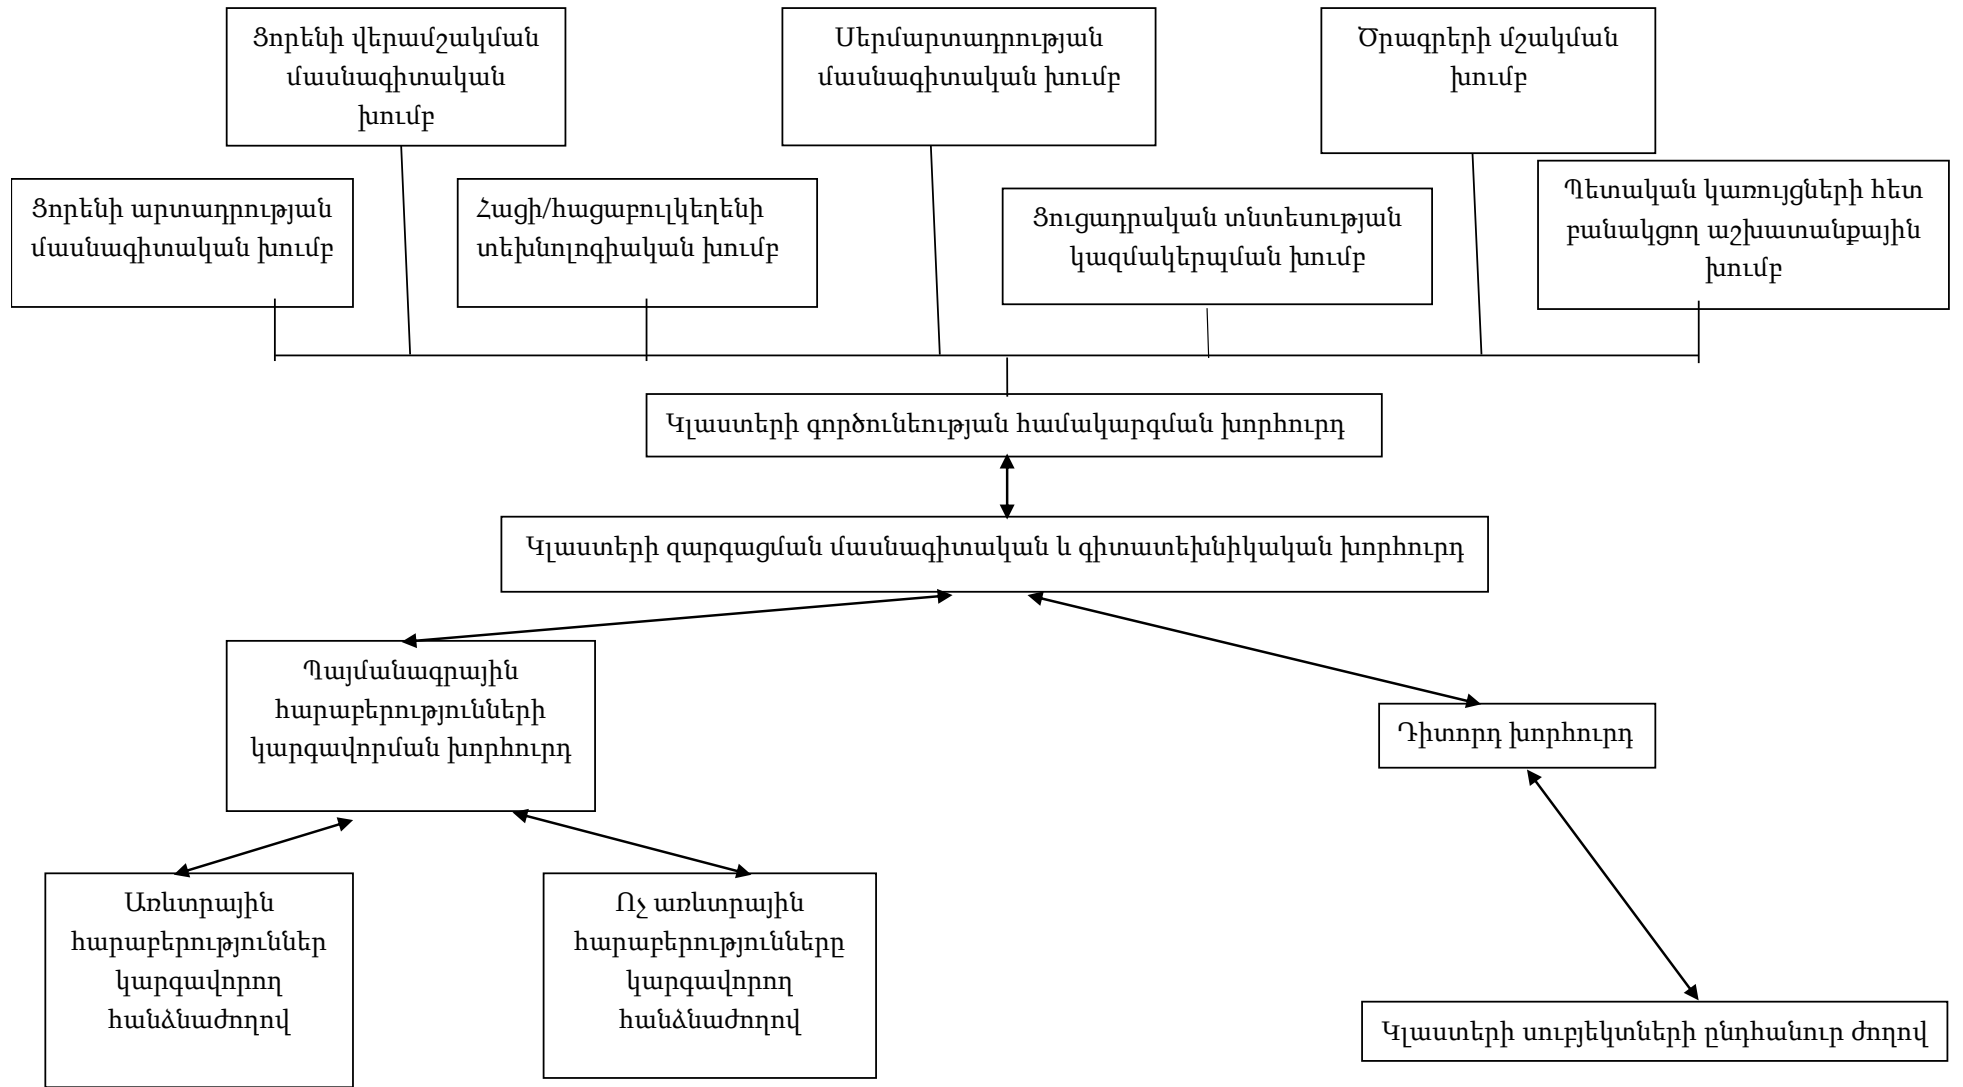 Ցորենի վերամշակման
մասնագիտական
խումբ
Սերմարտադրության
մասնագիտական խումբ
Ծրագրերի մշակման
խումբ
Ցորենի արտադրության
մասնագիտական խումբ
Հացի/հացաբուլկեղենի
տեխնոլոգիական խումբ
Ցուցադրական տնտեսության
կազմակերպման խումբ
Պետական կառույցների հետ
բանակցող աշխատանքային
խումբ
Կլաստերի գործունեության համակարգման խորհուրդ
Կլաստերի զարգացման մասնագիտական և գիտատեխնիկական խորհուրդ
Պայմանագրային
հարաբերությունների
կարգավորման խորհուրդ
Դիտորդ խորհուրդ
Առևտրային
հարաբերություններ
կարգավորող
հանձնաժողով
Ոչ առևտրային
հարաբերությունները
կարգավորող
հանձնաժողով
Կլաստերի սուբյեկտների ընդհանուր ժողով